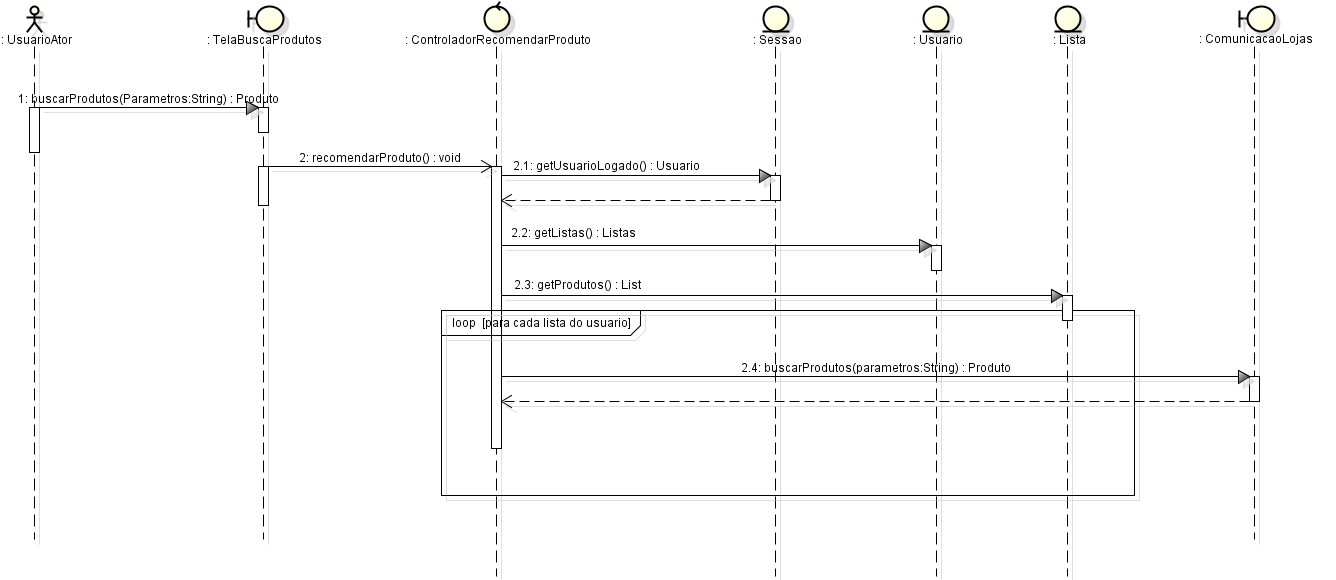 : UsuarioAtor
: TelaBuscaProdutos
: ControladorRecomendarProduto
: Sessao
: Usuario
: Lista
: ComunicacaoLojas
1: buscarProdutos(Parametros:String) : Produto
2: recomendarProduto() : void
2.1: getUsuarioLogado() : Usuario
2.2: getListas() : Listas
2.3: getProdutos() : List
loop [para cada lista do usuario]
2.4: buscarProdutos(parametros:String) : Produto